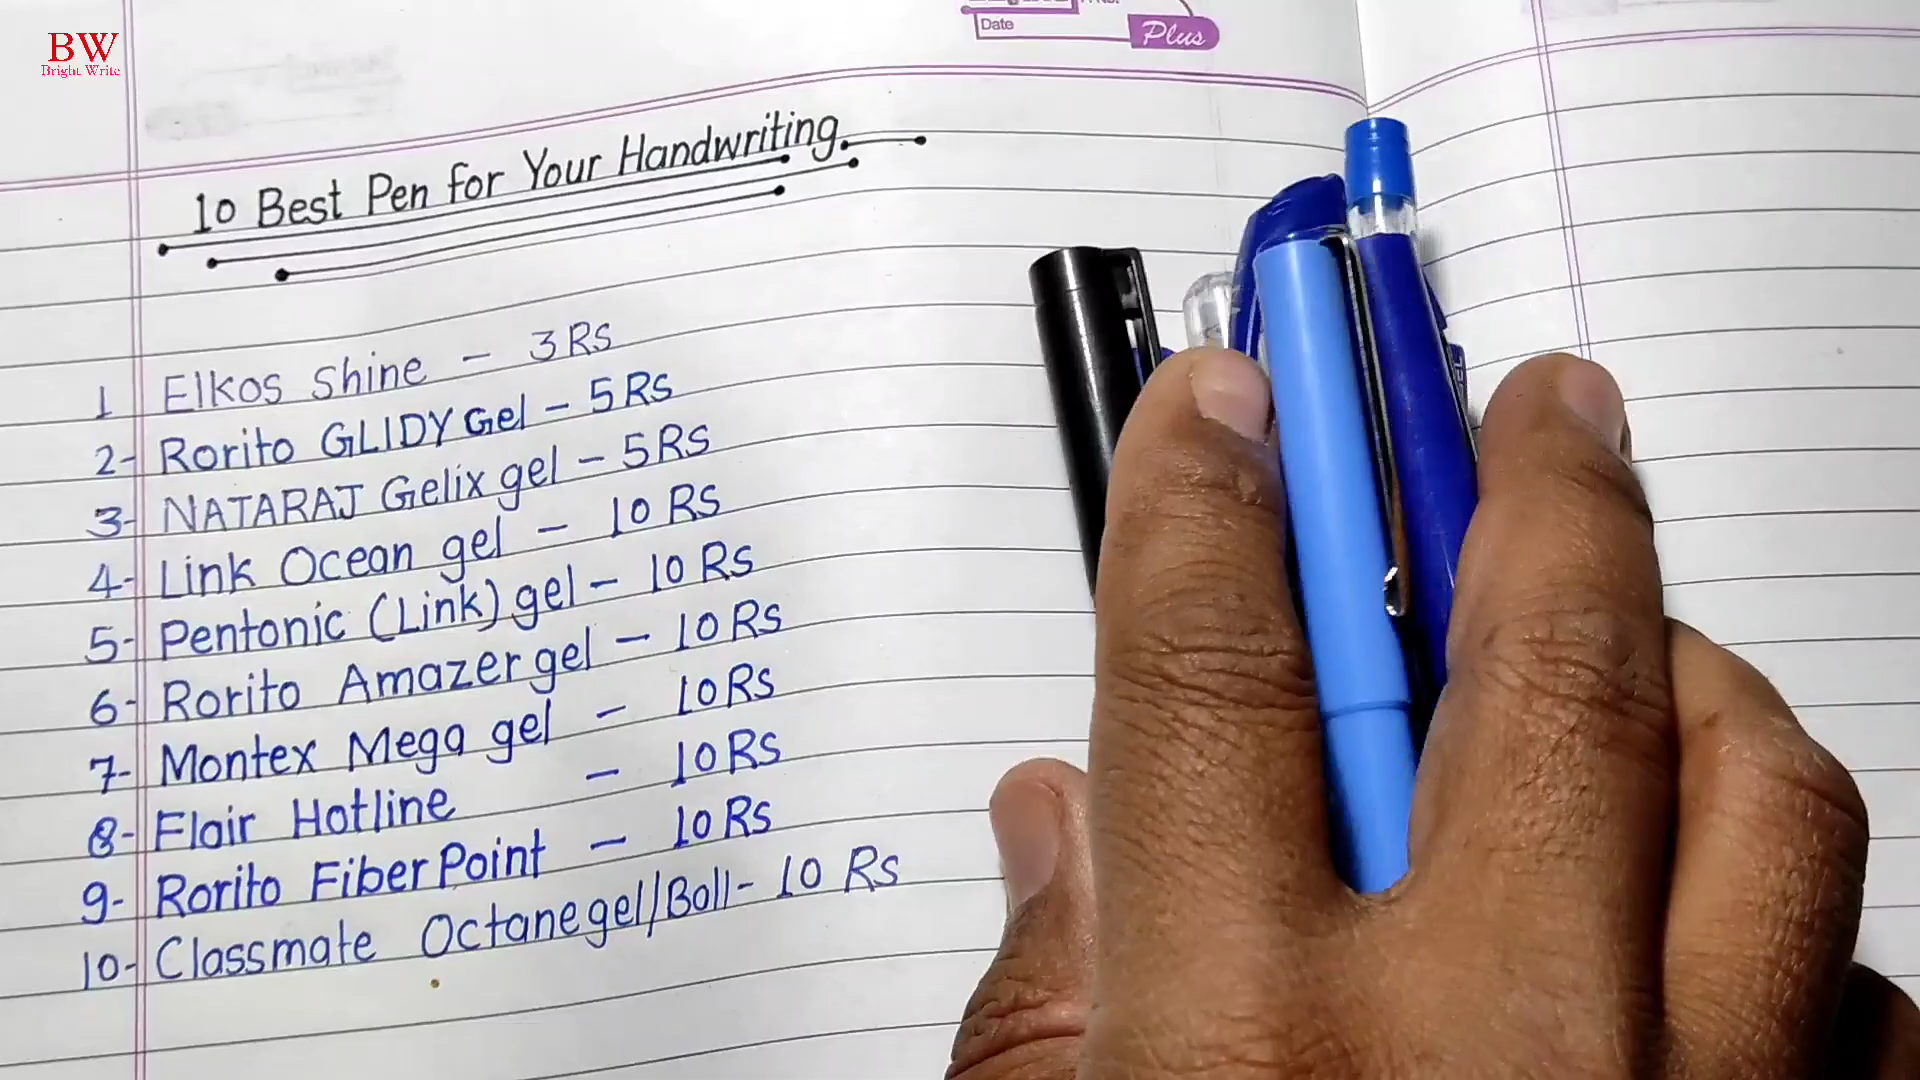 BW
Bright Write
Date
Plus
10 Best Pen for Your Handwriting.
1 Elkos Shine - 3 Rs
2- Rorito GLIDY Gel - 5 Rs
3- NATARAJ Gelix gel - 5 Rs
4- Link Ocean gel - 10 Rs
5- Pentonic (Link) gel - 10 Rs
6- Rorito Amazer gel - 10 Rs
7- Montex Mega gel - 10 Rs
8- Flair Hotline - 10 Rs
9- Rorito Fiber Point - 10 Rs
10- Classmate Octane gel/Boll - 10 Rs